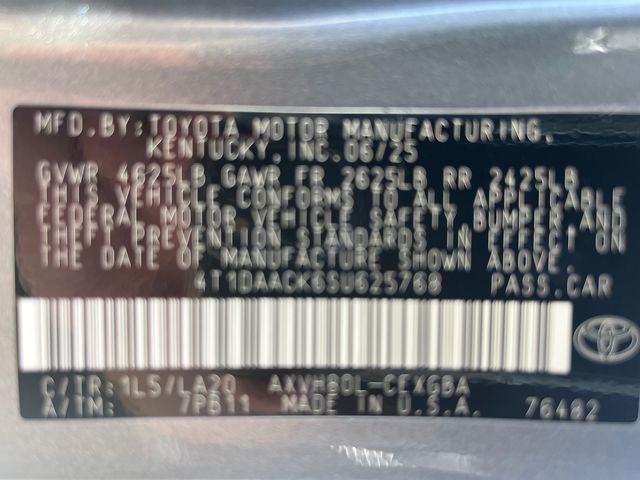 MFD. BY: TOYOTA MOTOR MANUFACTURING,
KENTUCKY, INC. 06/25
GVWR 4625LB GAWR FR 2625LB RR 2425LB
THIS VEHICLE CONFORMS TO ALL APPLICABLE
FEDERAL MOTOR VEHICLE SAFETY, BUMPER AND
THEFT PREVENTION STANDARDS IN EFFECT ON
THE DATE OF MANUFACTURE SHOWN ABOVE.
4T1DAACK6SU625768 PASS.CAR
C/TR:1L5/LA20 AXVH80L-CEXGBA
A/TM: MADE IN U.S.A. 76482